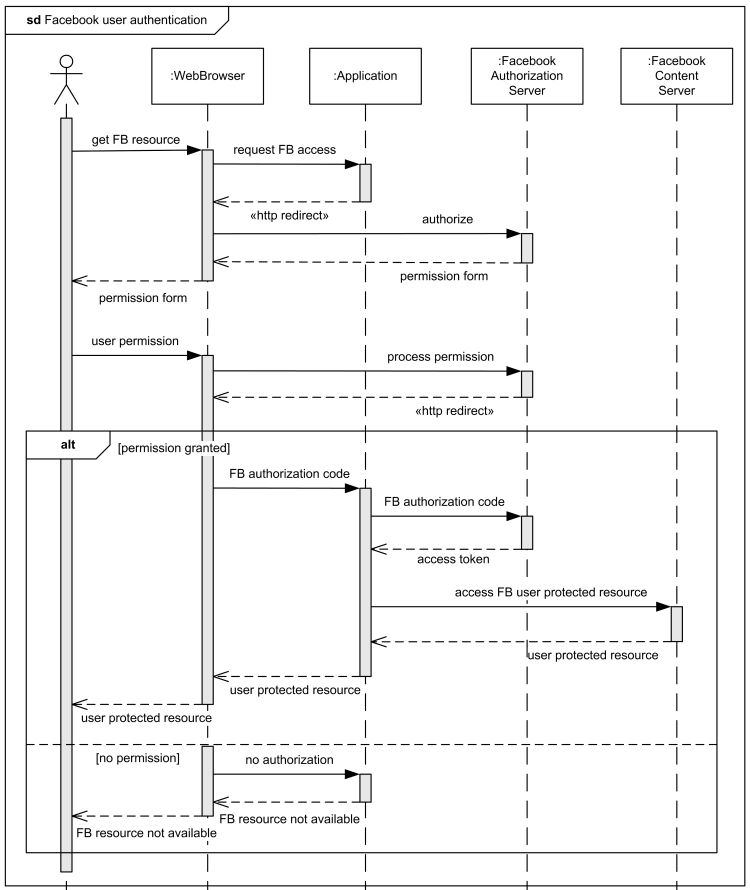 sd Facebook user authentication
:WebBrowser
:Application
:Facebook
Authorization
Server
:Facebook
Content
Server
get FB resource
request FB access
«http redirect»
authorize
permission form
permission form
user permission
process permission
«http redirect»
alt
[permission granted]
FB authorization code
FB authorization code
access token
access FB user protected resource
user protected resource
user protected resource
user protected resource
[no permission]
no authorization
FB resource not available
FB resource not available